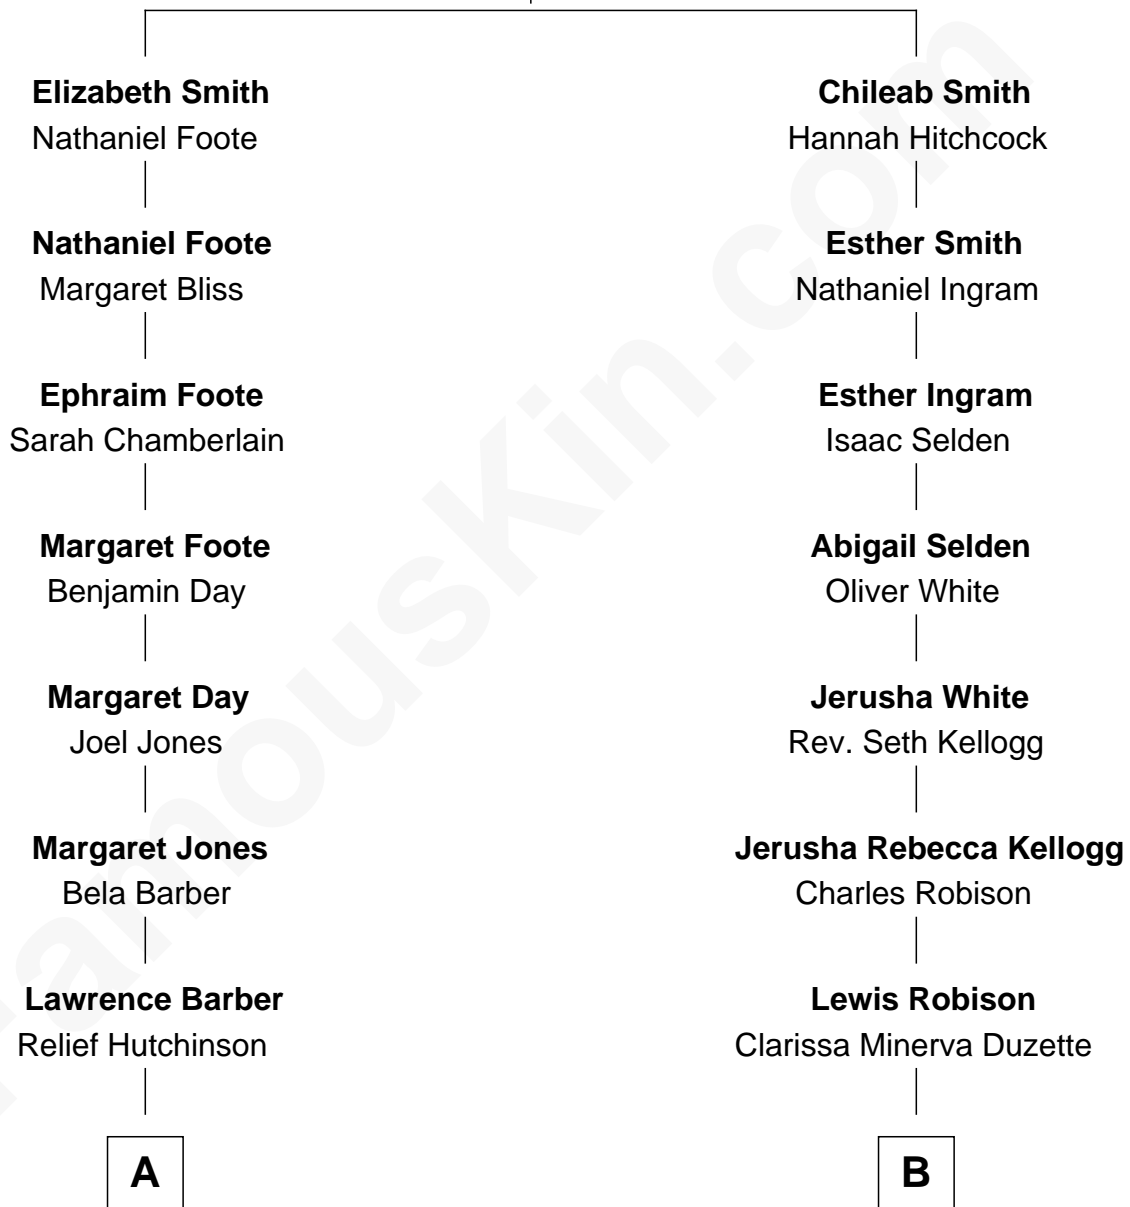 Elizabeth Smith
Nathaniel Foote
Nathaniel Foote
Margaret Bliss
Ephraim Foote
Sarah Chamberlain
Margaret Foote
Benjamin Day
Margaret Day
Joel Jones
Margaret Jones
Bela Barber
Lawrence Barber
Relief Hutchinson
A
Chileab Smith
Hannah Hitchcock
Esther Smith
Nathaniel Ingram
Esther Ingram
Isaac Selden
Abigail Selden
Oliver White
Jerusha White
Rev. Seth Kellogg
Jerusha Rebecca Kellogg
Charles Robison
Lewis Robison
Clarissa Minerva Duzette
B
FamousKin.com